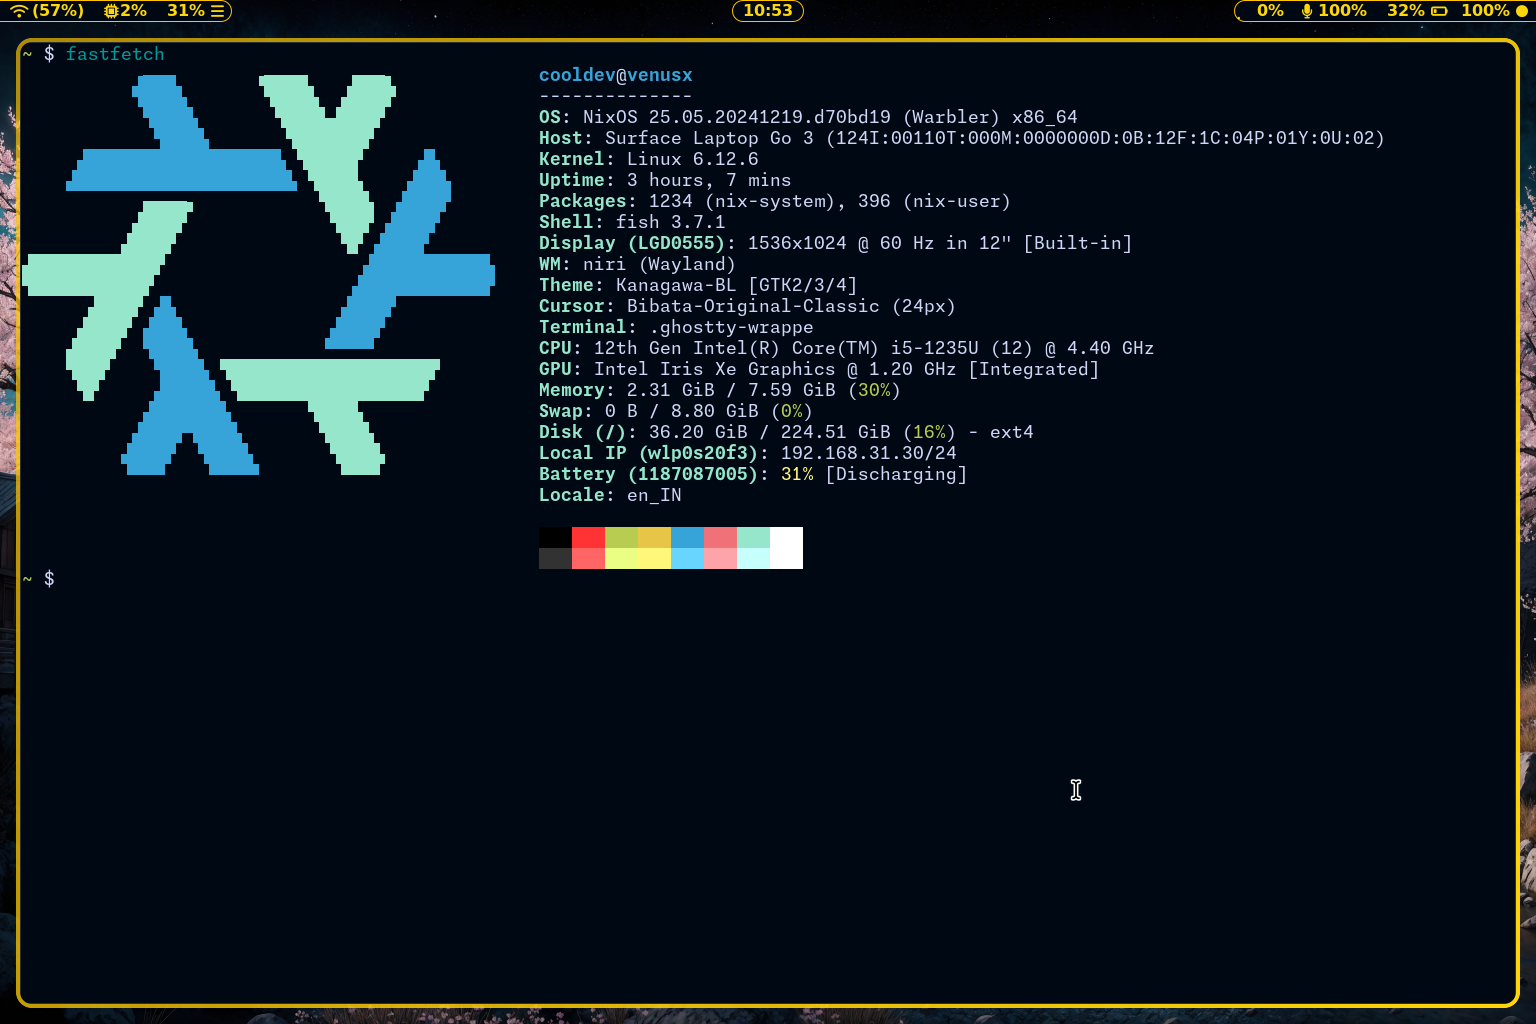 (57%) 2% 31% 10:53 0% 100% 32% 100%
~ $ fastfetch
cooldev@venusx
--------------
OS: NixOS 25.05.20241219.d70bd19 (Warbler) x86_64
Host: Surface Laptop Go 3 (124I:00110T:000M:0000000D:0B:12F:1C:04P:01Y:0U:02)
Kernel: Linux 6.12.6
Uptime: 3 hours, 7 mins
Packages: 1234 (nix-system), 396 (nix-user)
Shell: fish 3.7.1
Display (LGD0555): 1536x1024 @ 60 Hz in 12" [Built-in]
WM: niri (Wayland)
Theme: Kanagawa-BL [GTK2/3/4]
Cursor: Bibata-Original-Classic (24px)
Terminal: .ghostty-wrappe
CPU: 12th Gen Intel(R) Core(TM) i5-1235U (12) @ 4.40 GHz
GPU: Intel Iris Xe Graphics @ 1.20 GHz [Integrated]
Memory: 2.31 GiB / 7.59 GiB (30%)
Swap: 0 B / 8.80 GiB (0%)
Disk (/): 36.20 GiB / 224.51 GiB (16%) - ext4
Local IP (wlp0s20f3): 192.168.31.30/24
Battery (1187087005): 31% [Discharging]
Locale: en_IN
~ $